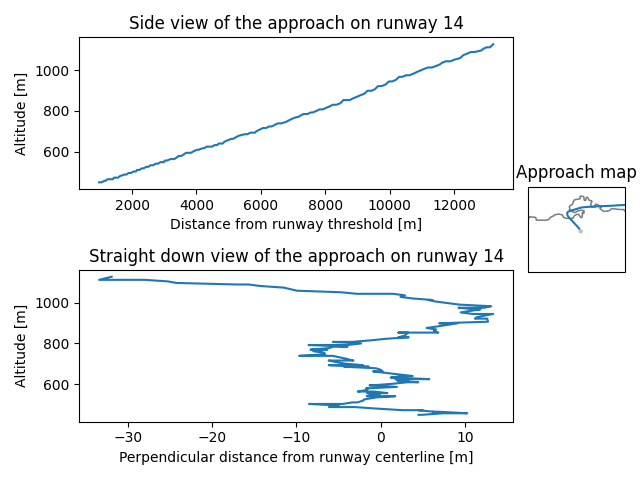 Side view of the approach on runway 14
1000
800
600
Altitude [m]
2000 4000 6000 8000 10000 12000
Distance from runway threshold [m]
Approach map
Straight down view of the approach on runway 14
1000
800
600
Altitude [m]
−30 −20 −10 0 10
Perpendicular distance from runway centerline [m]